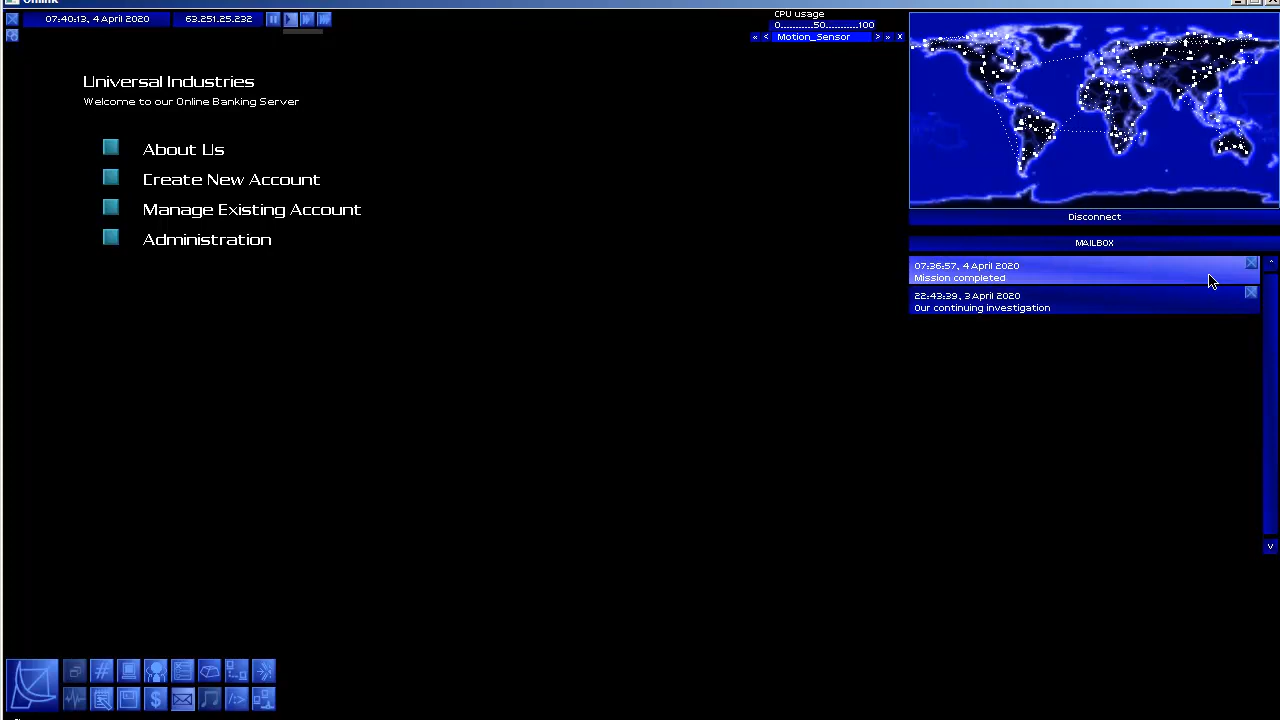 07:40:13, 4 April 2020
63.251.25.232
CPU usage
0...........50...........100
« < Motion_Sensor > » x
Universal Industries
Welcome to our Online Banking Server
About Us
Create New Account
Manage Existing Account
Administration
Disconnect
MAILBOX
07:36:57, 4 April 2020
Mission completed
22:43:39, 3 April 2020
Our continuing investigation